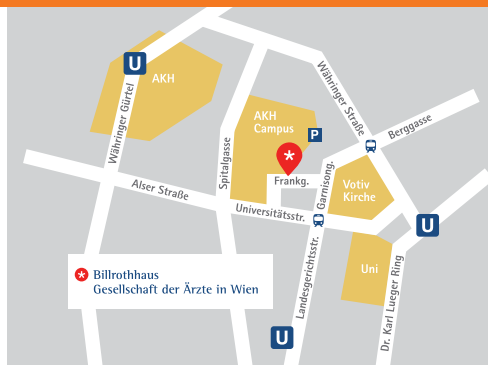 U
AKH
Währinger Gürtel
Währinger Straße
AKH
Campus
P
Berggasse
Spitalgasse
Frankg.
Garnisong.
Votiv
Kirche
Alser Straße
Universitätsstr.
U
Landesgerichtsstr.
Uni
Dr. Karl Lueger Ring
Billrothhaus
Gesellschaft der Ärzte in Wien
U